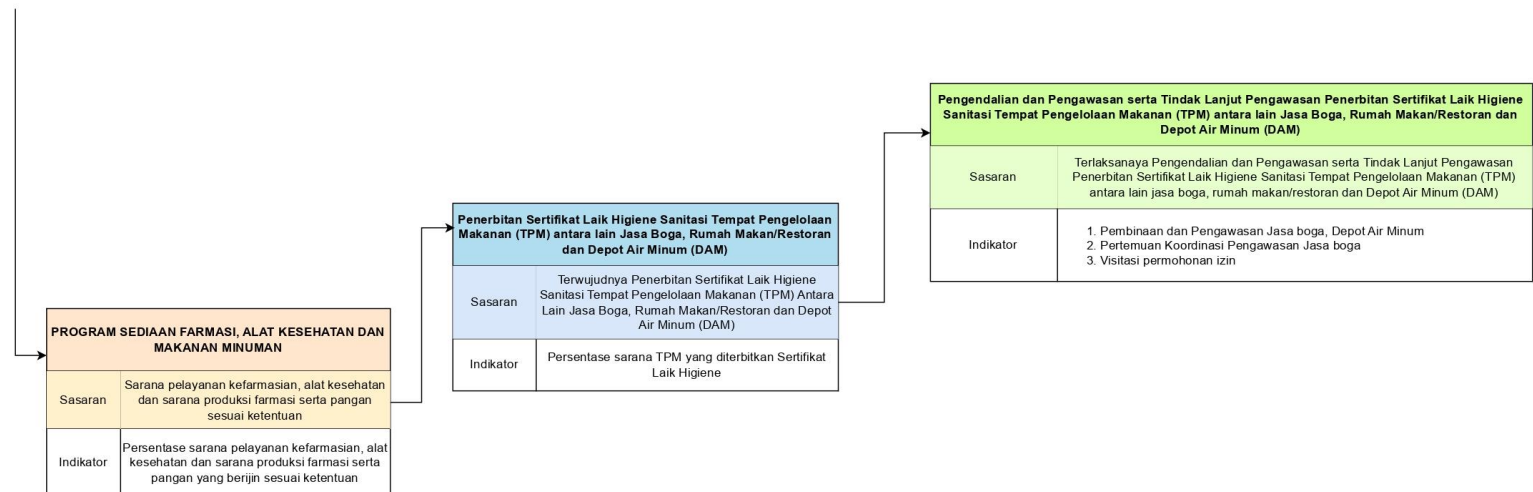 PROGRAM SEDIAAN FARMASI, ALAT KESEHATAN DAN
MAKANAN MINUMAN
Sasaran
Sarana pelayanan kefarmasian, alat kesehatan
dan sarana produksi farmasi serta pangan
sesuai ketentuan
Indikator
Persentase sarana pelayanan kefarmasian, alat
kesehatan dan sarana produksi farmasi serta
pangan yang berijin sesuai ketentuan
Penerbitan Sertifikat Laik Higiene Sanitasi Tempat Pengelolaan
Makanan (TPM) antara lain Jasa Boga, Rumah Makan/Restoran
dan Depot Air Minum (DAM)
Sasaran
Terwujudnya Penerbitan Sertifikat Laik Higiene
Sanitasi Tempat Pengelolaan Makanan (TPM) Antara
Lain Jasa Boga, Rumah Makan/Restoran dan Depot
Air Minum (DAM)
Indikator
Persentase sarana TPM yang diterbitkan Sertifikat
Laik Higiene
Pengendalian dan Pengawasan serta Tindak Lanjut Pengawasan Penerbitan Sertifikat Laik Higiene
Sanitasi Tempat Pengelolaan Makanan (TPM) antara lain Jasa Boga, Rumah Makan/Restoran dan
Depot Air Minum (DAM)
Sasaran
Terlaksanaya Pengendalian dan Pengawasan serta Tindak Lanjut Pengawasan
Penerbitan Sertifikat Laik Higiene Sanitasi Tempat Pengelolaan Makanan (TPM)
antara lain jasa boga, rumah makan/restoran dan Depot Air Minum (DAM)
Indikator
1. Pembinaan dan Pengawasan Jasa boga, Depot Air Minum
2. Pertemuan Koordinasi Pengawasan Jasa boga
3. Visitasi permohonan izin